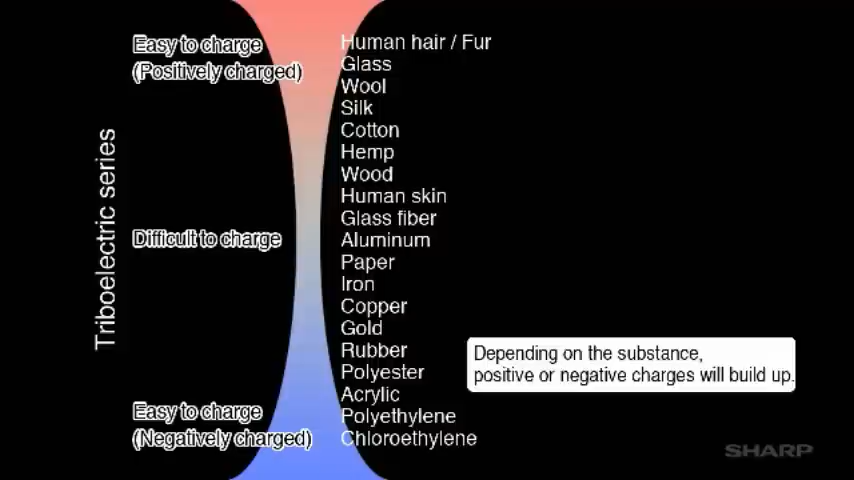 Triboelectric series
Easy to charge
(Positively charged)
Difficult to charge
Easy to charge
(Negatively charged)
Human hair / Fur
Glass
Wool
Silk
Cotton
Hemp
Wood
Human skin
Glass fiber
Aluminum
Paper
Iron
Copper
Gold
Rubber
Polyester
Acrylic
Polyethylene
Chloroethylene
Depending on the substance,
positive or negative charges will build up.
SHARP